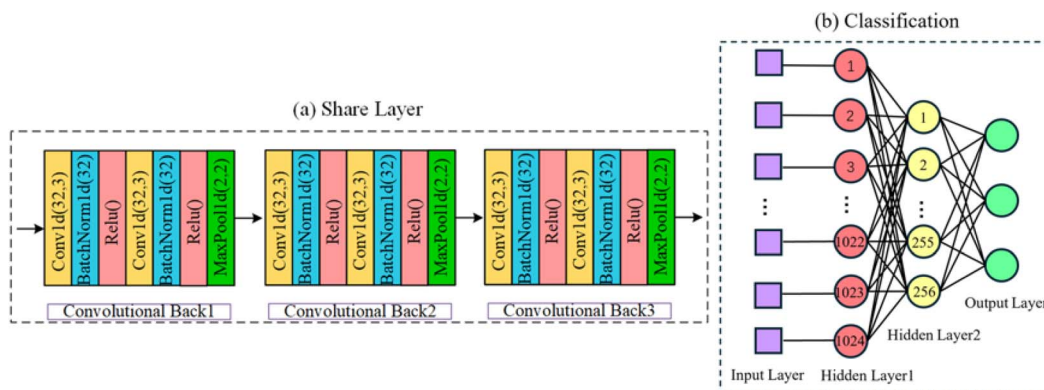 (a) Share Layer
Conv1d(32,3)
BatchNorm1d(32)
Relu()
Conv1d(32,3)
BatchNorm1d(32)
Relu()
MaxPool1d(2,2)
Convolutional Back1
Conv1d(32,3)
BatchNorm1d(32)
Relu()
Conv1d(32,3)
BatchNorm1d(32)
Relu()
MaxPool1d(2,2)
Convolutional Back2
Conv1d(32,3)
BatchNorm1d(32)
Relu()
Conv1d(32,3)
BatchNorm1d(32)
Relu()
MaxPool1d(2,2)
Convolutional Back3
(b) Classification
1
2
3
...
1022
1023
1024
1
2
...
255
256
...
Input Layer
Hidden Layer1
Hidden Layer2
Output Layer